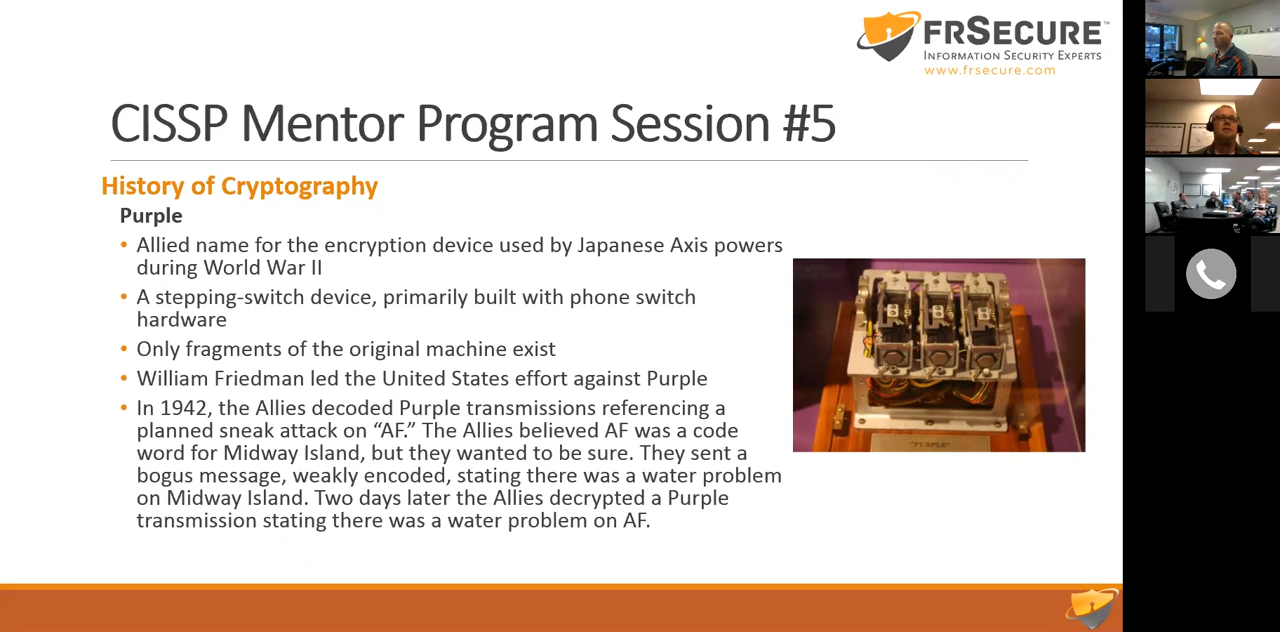 FRSECURE™
INFORMATION SECURITY EXPERTS
www.frsecure.com
CISSP Mentor Program Session #5
History of Cryptography
Purple
• Allied name for the encryption device used by Japanese Axis powers
during World War II
• A stepping-switch device, primarily built with phone switch
hardware
• Only fragments of the original machine exist
• William Friedman led the United States effort against Purple
• In 1942, the Allies decoded Purple transmissions referencing a
planned sneak attack on “AF.” The Allies believed AF was a code
word for Midway Island, but they wanted to be sure. They sent a
bogus message, weakly encoded, stating there was a water problem
on Midway Island. Two days later the Allies decrypted a Purple
transmission stating there was a water problem on AF.
"PURPLE"